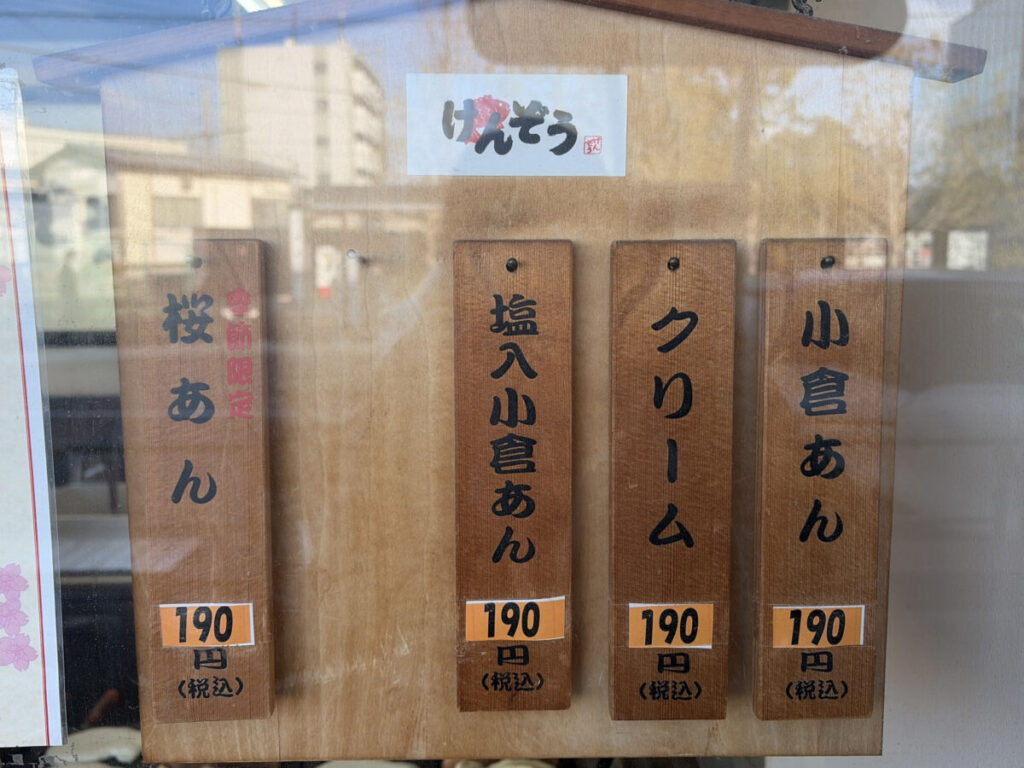 けんぞう
小倉あん
190
円
(税込)
クリーム
190
円
(税込)
塩入小倉あん
190
円
(税込)
季節限定
桜あん
190
円
(税込)